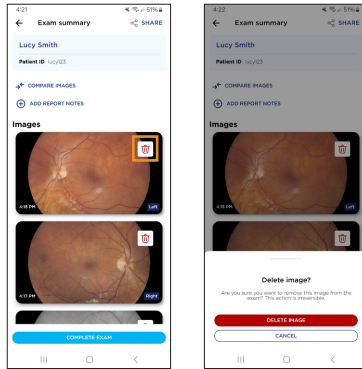 4:21
51%
Exam summary
SHARE
Lucy Smith
Patient ID lucy123
COMPARE IMAGES
ADD REPORT NOTES
Images
4:18 PM
Left
4:17 PM
Right
COMPLETE EXAM
4:22
51%
Exam summary
SHARE
Lucy Smith
Patient ID lucy123
COMPARE IMAGES
ADD REPORT NOTES
Images
4:18 PM
Left
Delete image?
Are you sure you want to remove this image from the
exam? This action is irreversible.
DELETE IMAGE
CANCEL